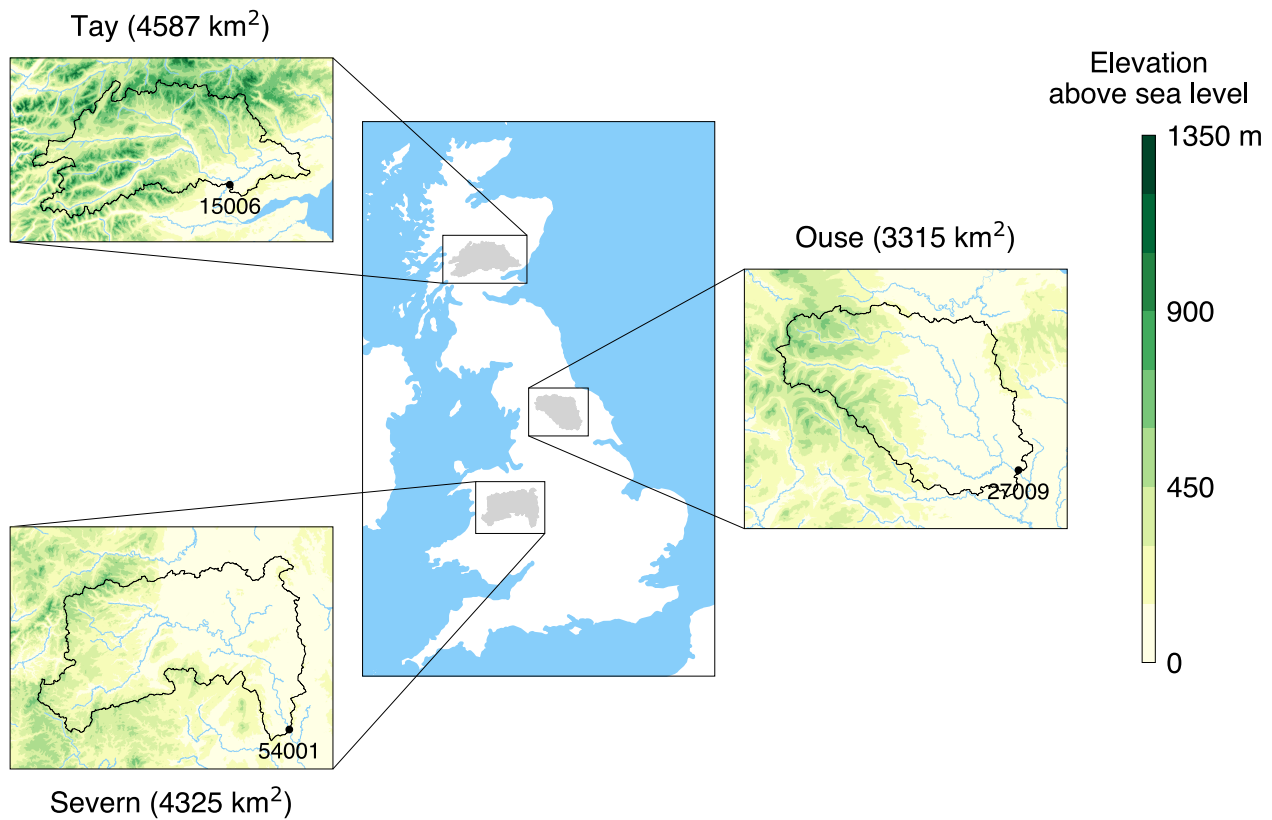 Tay (4587 km²)
15006
Elevation
above sea level
1350 m
900
450
0
Ouse (3315 km²)
27009
54001
Severn (4325 km²)